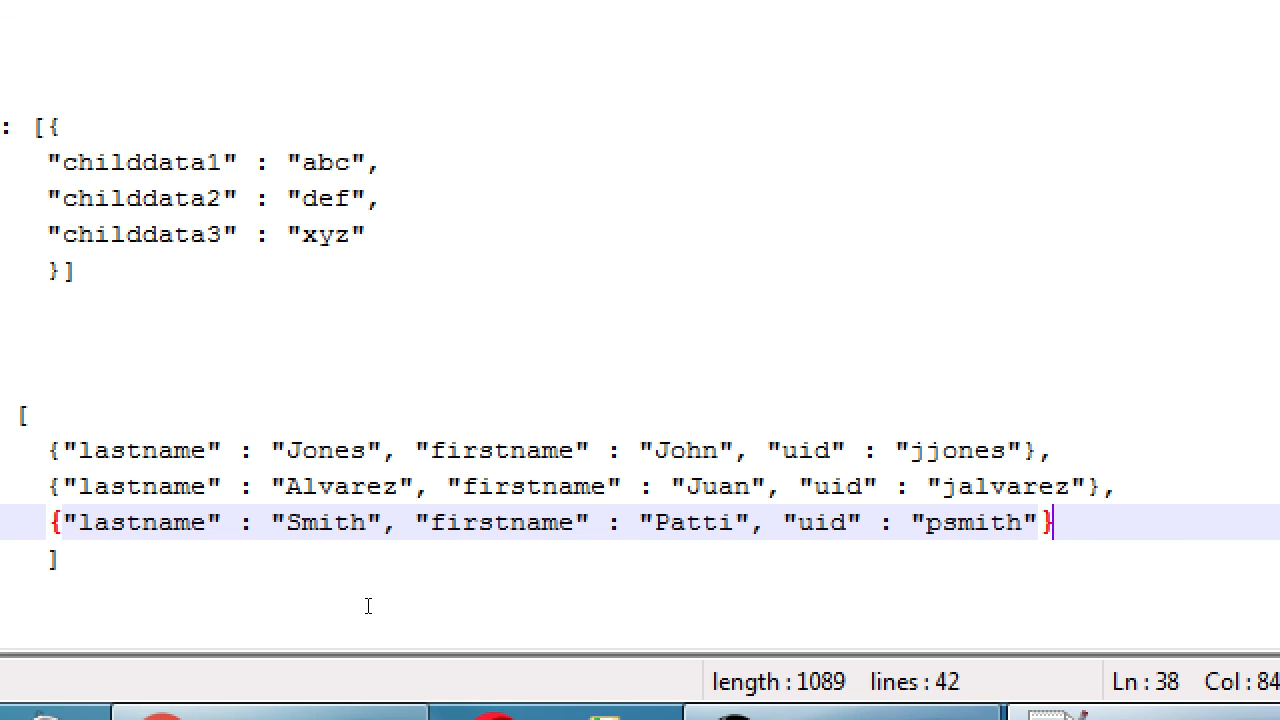 : [{
"childdata1" : "abc",
"childdata2" : "def",
"childdata3" : "xyz"
}]
[
{"lastname" : "Jones", "firstname" : "John", "uid" : "jjones"},
{"lastname" : "Alvarez", "firstname" : "Juan", "uid" : "jalvarez"},
{"lastname" : "Smith", "firstname" : "Patti", "uid" : "psmith"}
]
length : 1089 lines : 42 Ln : 38 Col : 84